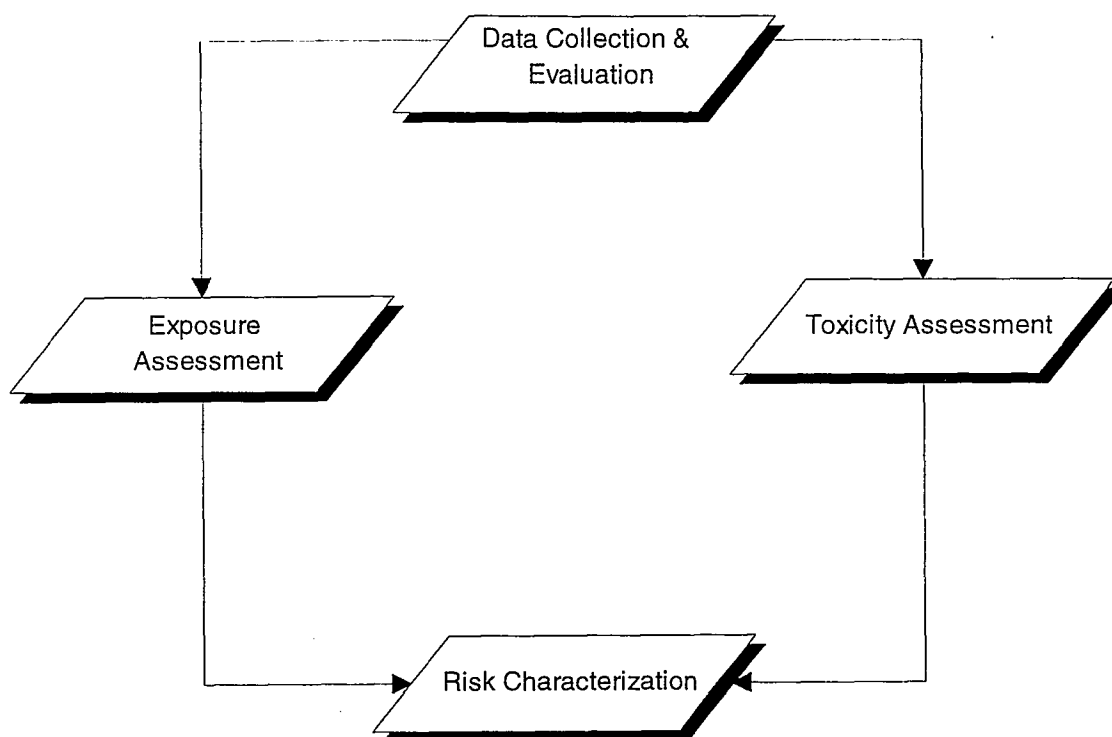 Data Collection &
Evaluation
Exposure
Assessment
Toxicity Assessment
Risk Characterization